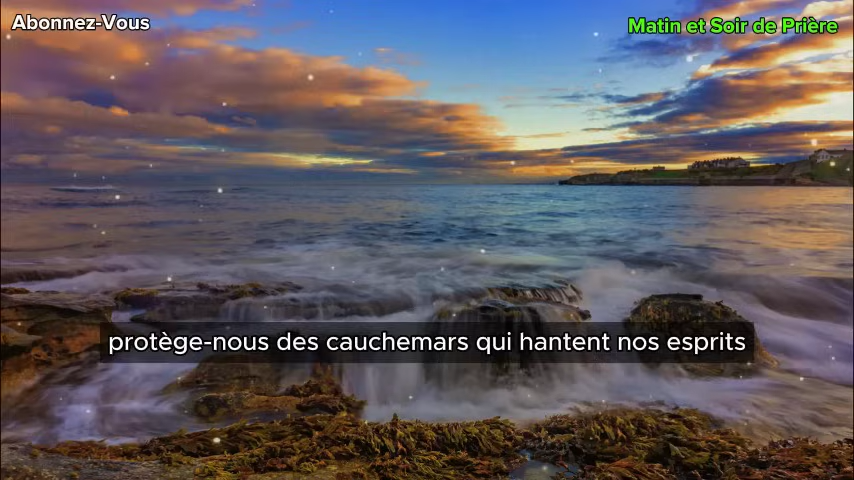 Abonnez-Vous
Matin et Soir de Prière
protège-nous des cauchemars qui hantent nos esprits